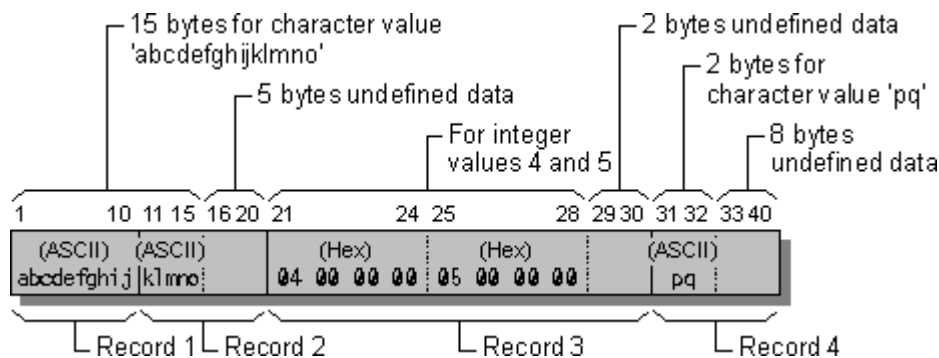 15 bytes for character value
'abcdefghijklmno'
2 bytes undefined data
5 bytes undefined data
2 bytes for
character value 'pq'
For integer
values 4 and 5
8 bytes
undefined data
1 10 11 15 16 20 21 24 25 28 29 30 31 32 33 40
(ASCII) (ASCII) (Hex) (Hex) (ASCII)
abcdefghij klmno 04 00 00 00 05 00 00 00 pq
Record 1 Record 2 Record 3 Record 4